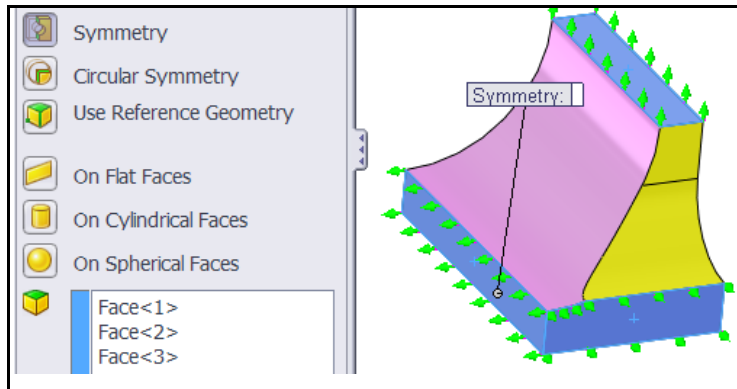 Symmetry
Circular Symmetry
Use Reference Geometry
On Flat Faces
On Cylindrical Faces
On Spherical Faces
Face<1>
Face<2>
Face<3>
Symmetry: